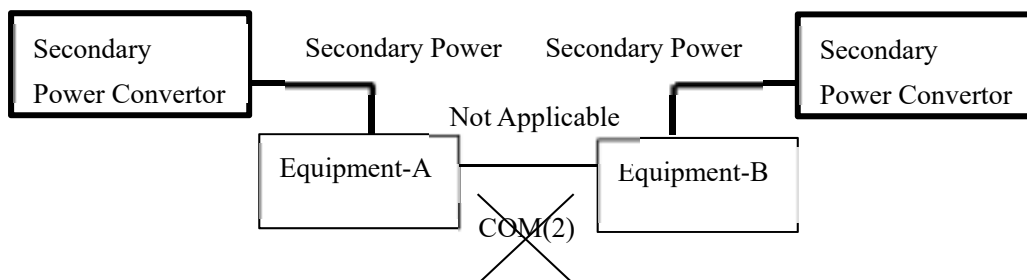 Secondary
Power Convertor
Secondary Power
Secondary Power
Secondary
Power Convertor
Not Applicable
Equipment-A
Equipment-B
COM(2)